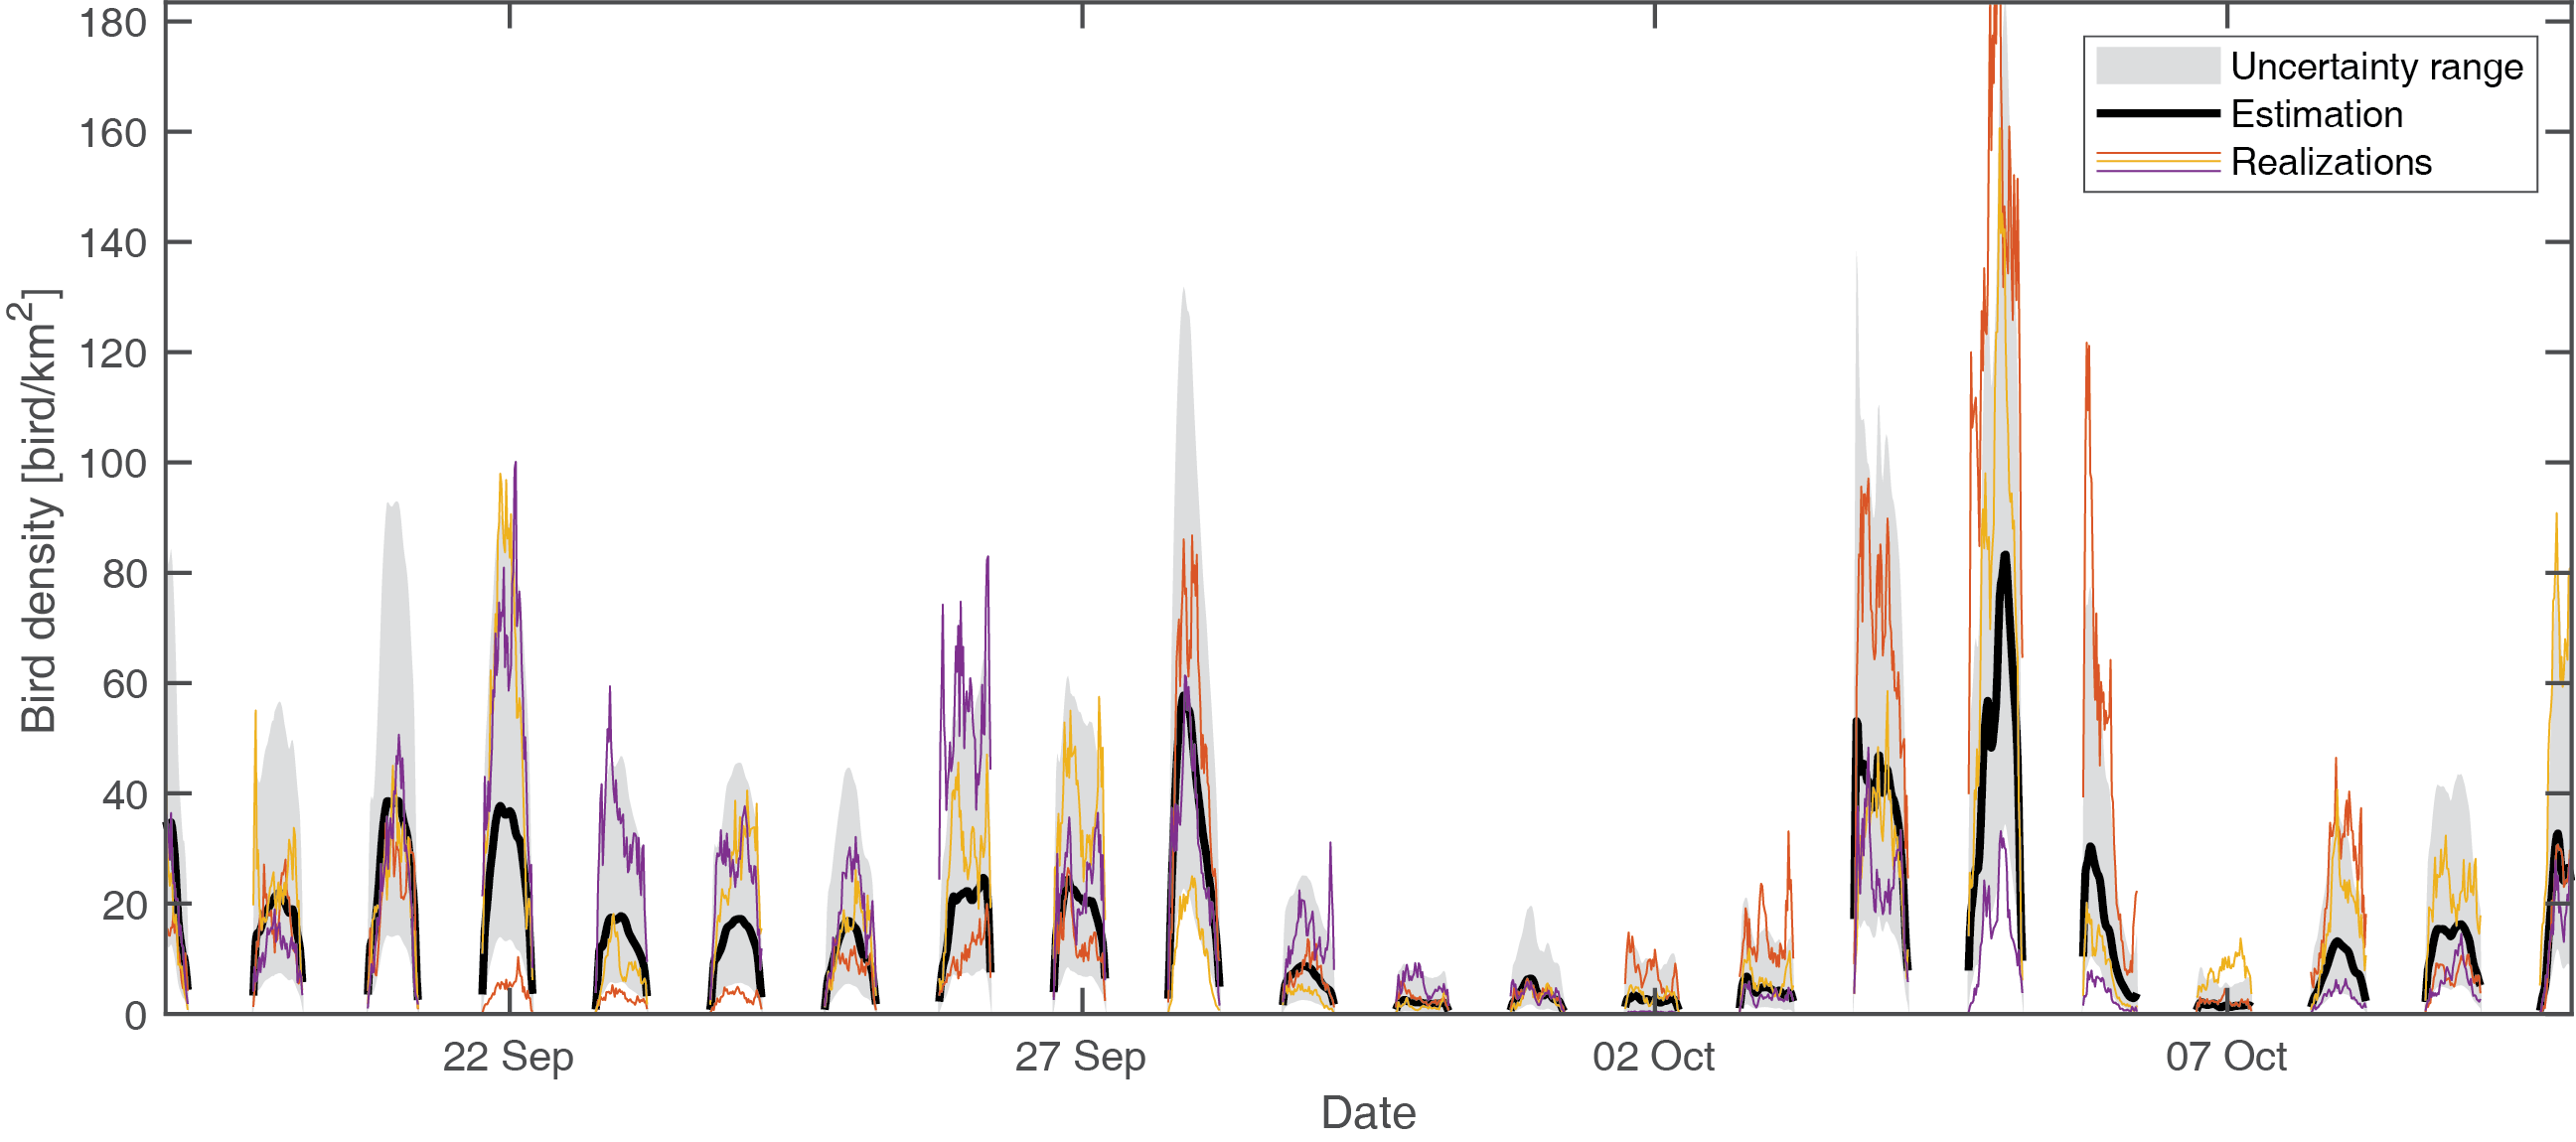 180
160
140
120
100
80
60
40
20
0
Bird density [bird/km²]
22 Sep
27 Sep
02 Oct
07 Oct
Date
Uncertainty range
Estimation
Realizations